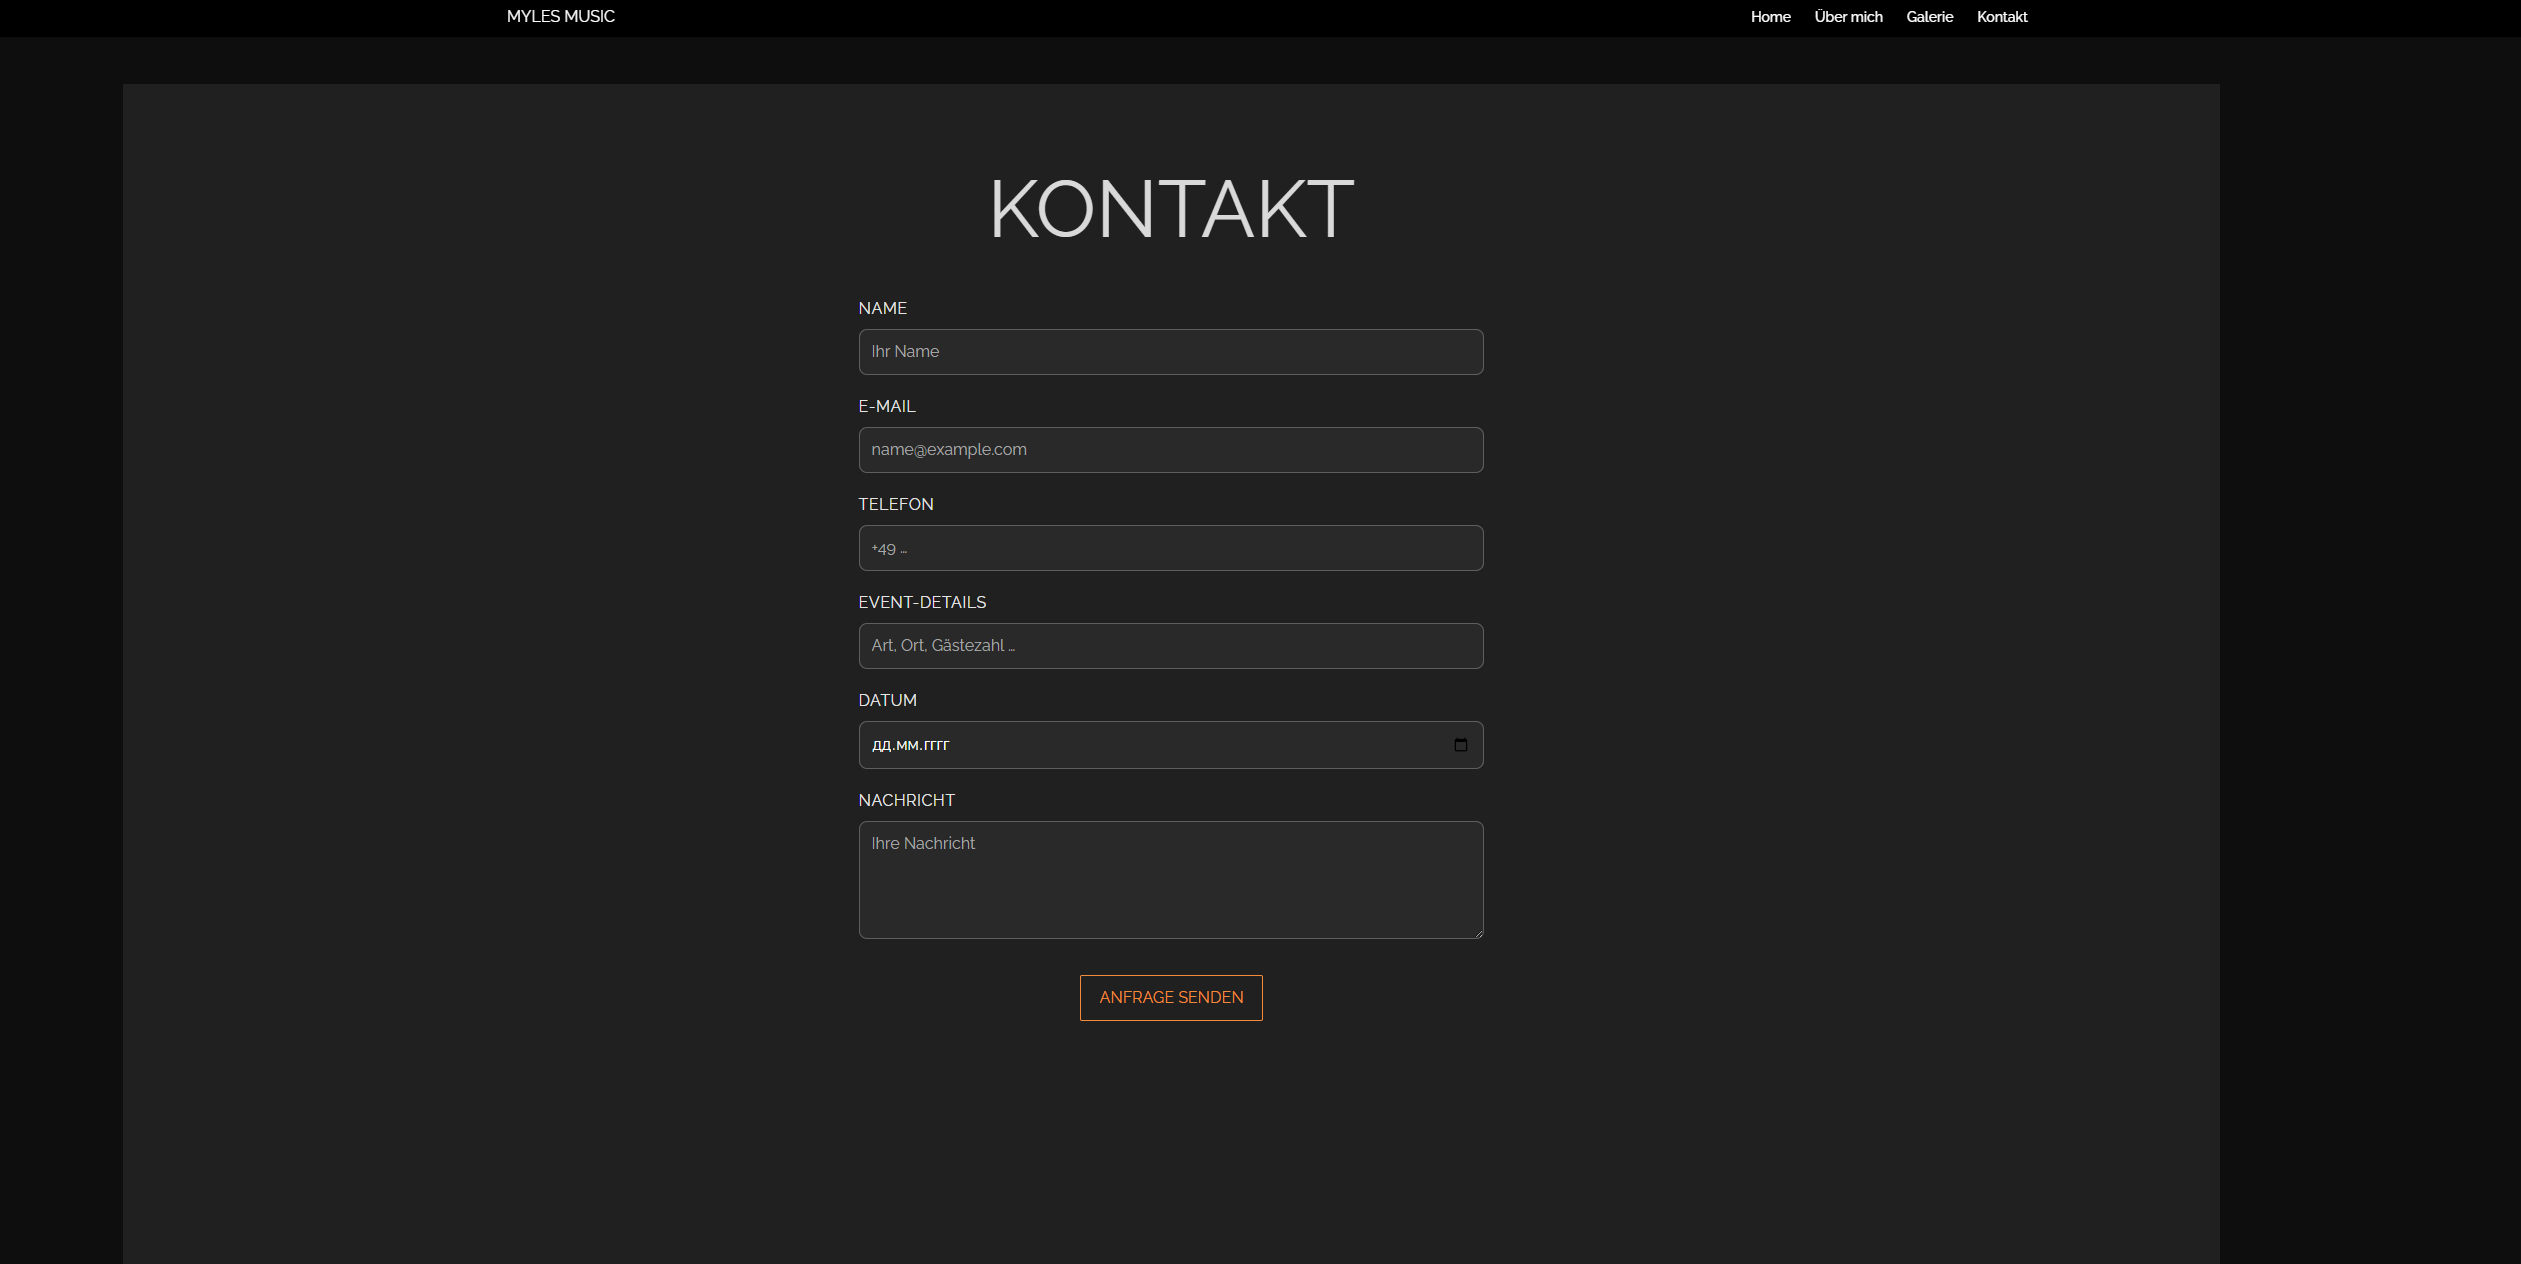 MYLES MUSIC
Home Über mich Galerie Kontakt
KONTAKT
NAME
Ihr Name
E-MAIL
name@example.com
TELEFON
+49 …
EVENT-DETAILS
Art, Ort, Gästezahl …
DATUM
ДД.ММ.ГГГГ
NACHRICHT
Ihre Nachricht
ANFRAGE SENDEN